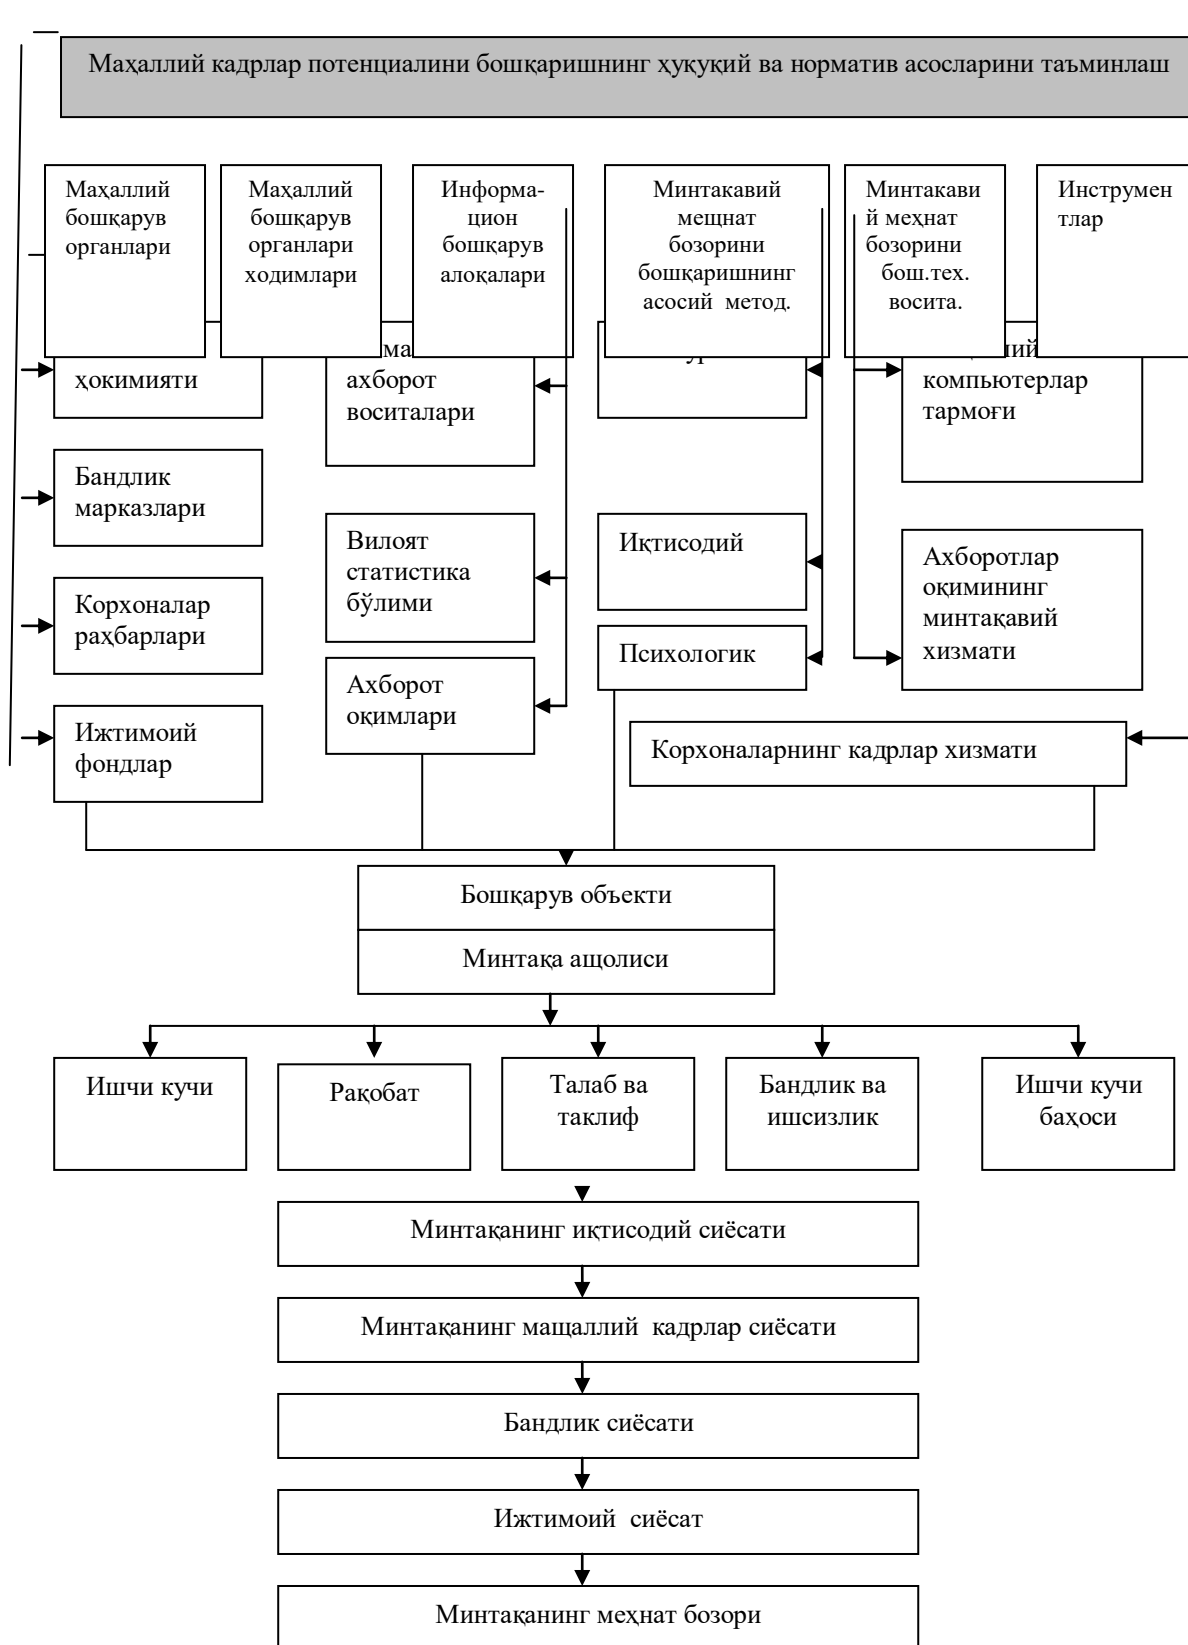 Маҳаллий кадрлар потенциалини бошқаришнинг ҳуқуқий ва норматив асосларини таъминлаш
Маҳаллий
бошқарув
органлари
Маҳаллий
бошқарув
органлари
ходимлари
Информа-
цион
бошқарув
алоқалари
Минтакавий
мещнат
бозорини
бошқаришнинг
асосий метод.
Минтакави
й меҳнат
бозорини
бош.тех.
восита.
Инструмен
тлар
ҳокимияти
ахборот
воситалари
компьютерлар
тармоғи
Бандлик
марказлари
Вилоят
статистика
бўлими
Иқтисодий
Ахборотлар
оқимининг
минтақавий
хизмати
Корхоналар
раҳбарлари
Психологик
Ахборот
оқимлари
Ижтимоий
фондлар
Корхоналарнинг кадрлар хизмати
Бошқарув объекти
Минтақа ащолиси
Ишчи кучи
Рақобат
Талаб ва
таклиф
Бандлик ва
ишсизлик
Ишчи кучи
баҳоси
Минтақанинг иқтисодий сиёсати
Минтақанинг мащаллий кадрлар сиёсати
Бандлик сиёсати
Ижтимоий сиёсат
Минтақанинг меҳнат бозори